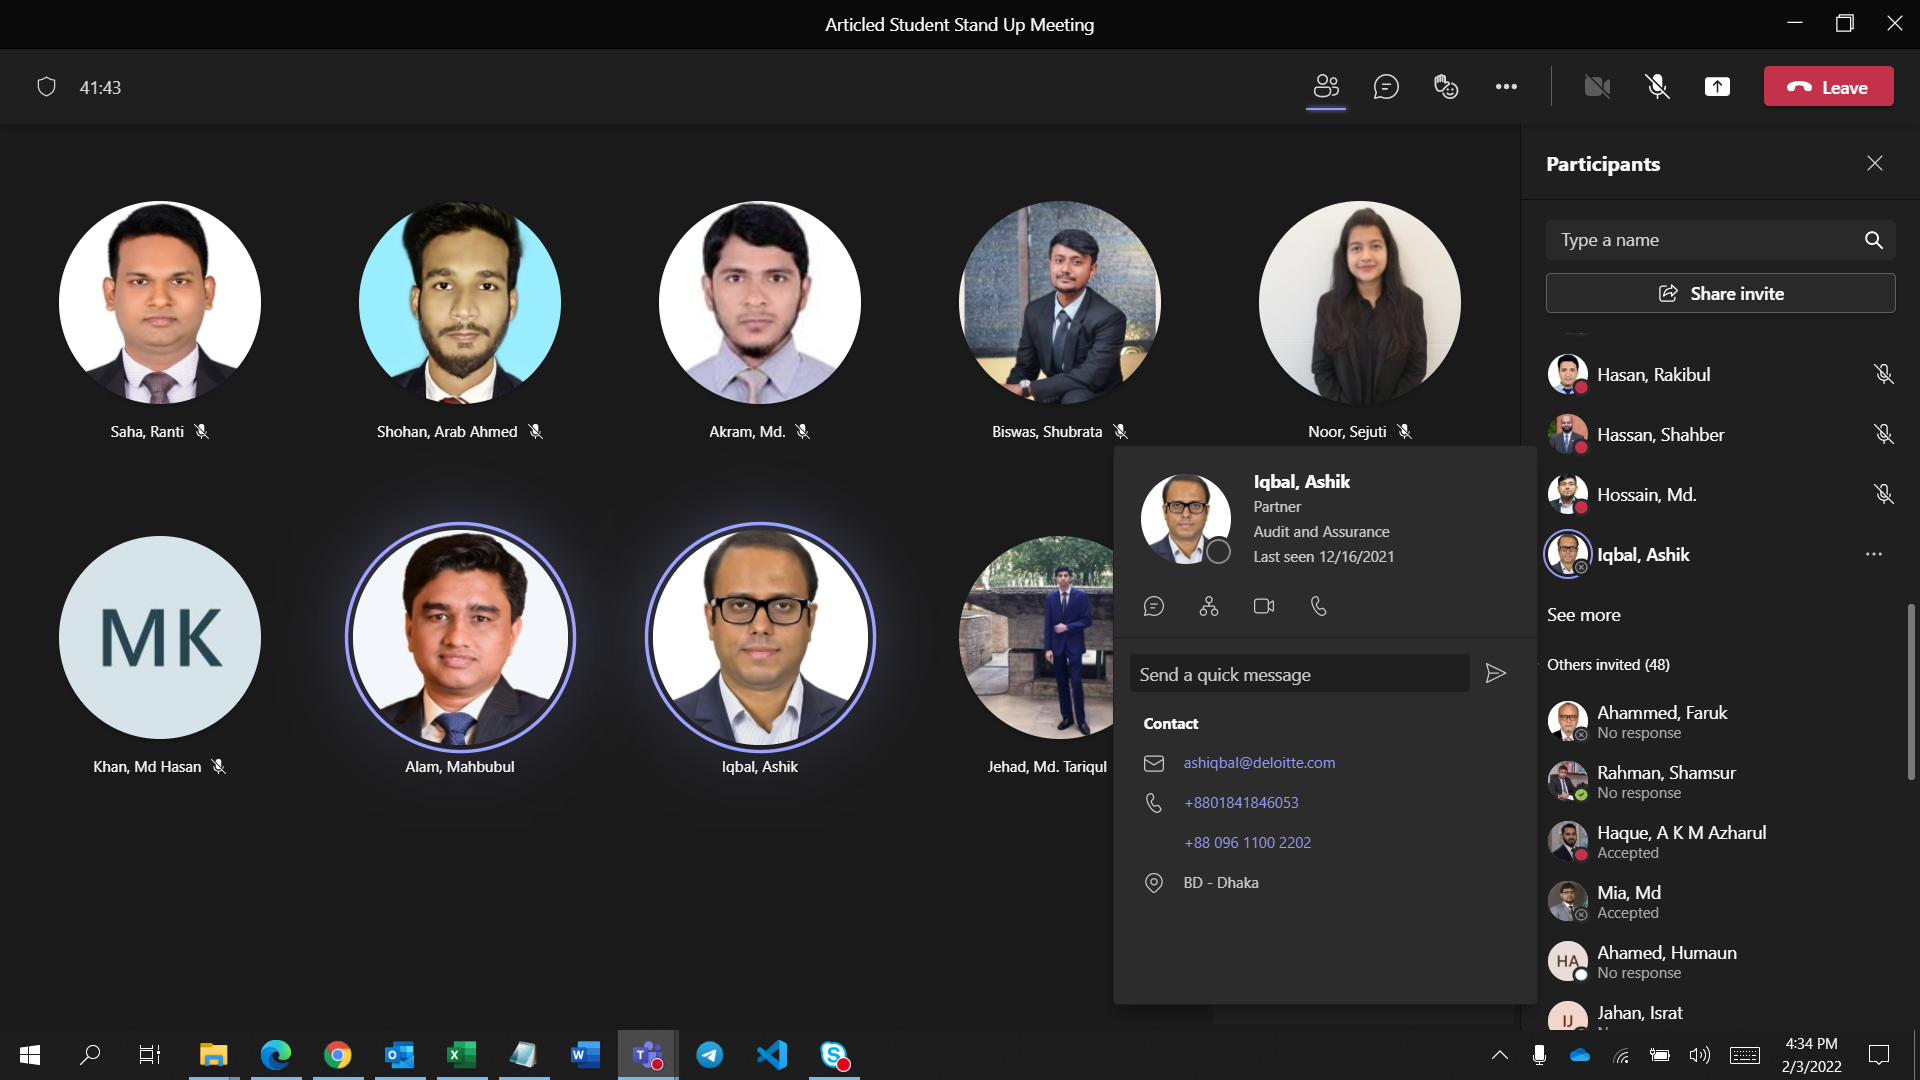 Articled Student Stand Up Meeting
41:43
Leave
Participants
Type a name
Share invite
Saha, Ranti
Shohan, Arab Ahmed
Akram, Md.
Biswas, Shubrata
Noor, Sejuti
MK
Khan, Md Hasan
Alam, Mahbubul
Iqbal, Ashik
Jehad, Md. Tariqul
Iqbal, Ashik
Partner
Audit and Assurance
Last seen 12/16/2021
Send a quick message
Contact
ashiqbal@deloitte.com
+8801841846053
+88 096 1100 2202
BD - Dhaka
Hasan, Rakibul
Hassan, Shahber
Hossain, Md.
Iqbal, Ashik
See more
Others invited (48)
Ahammed, Faruk
No response
Rahman, Shamsur
No response
Haque, A K M Azharul
Accepted
Mia, Md
Accepted
HA
Ahamed, Humaun
No response
IJ
Jahan, Israt
4:34 PM
2/3/2022